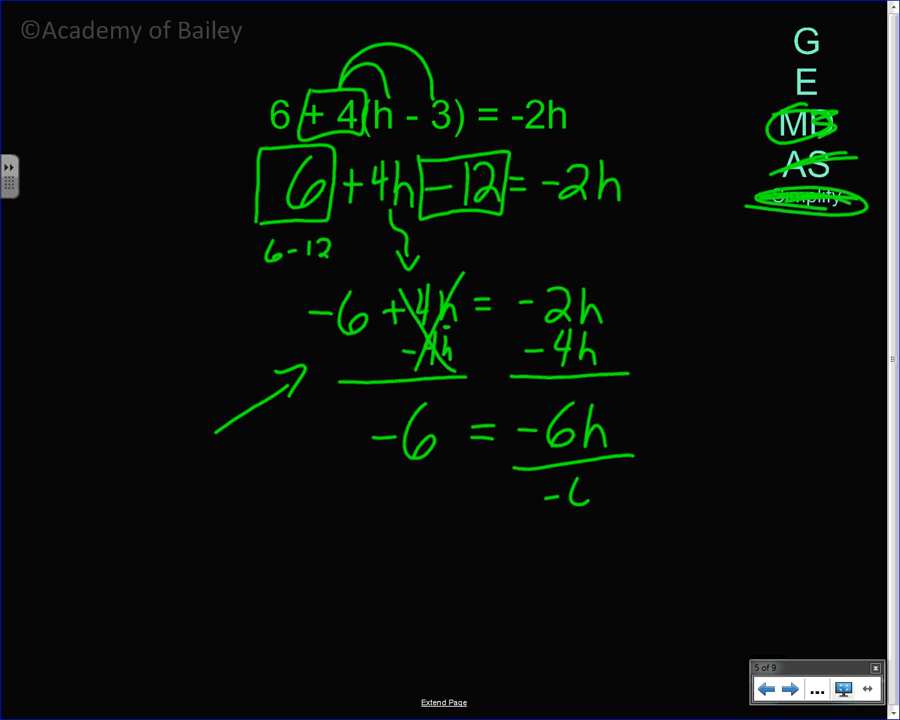 ©Academy of Bailey
G
E
MD
AS
Simplify
6 + 4(h - 3) = -2h
6 +4h -12 = -2h
6-12
-6 +4h = -2h
-4h -4h
-6 = -6h
5 of 9
Extend Page